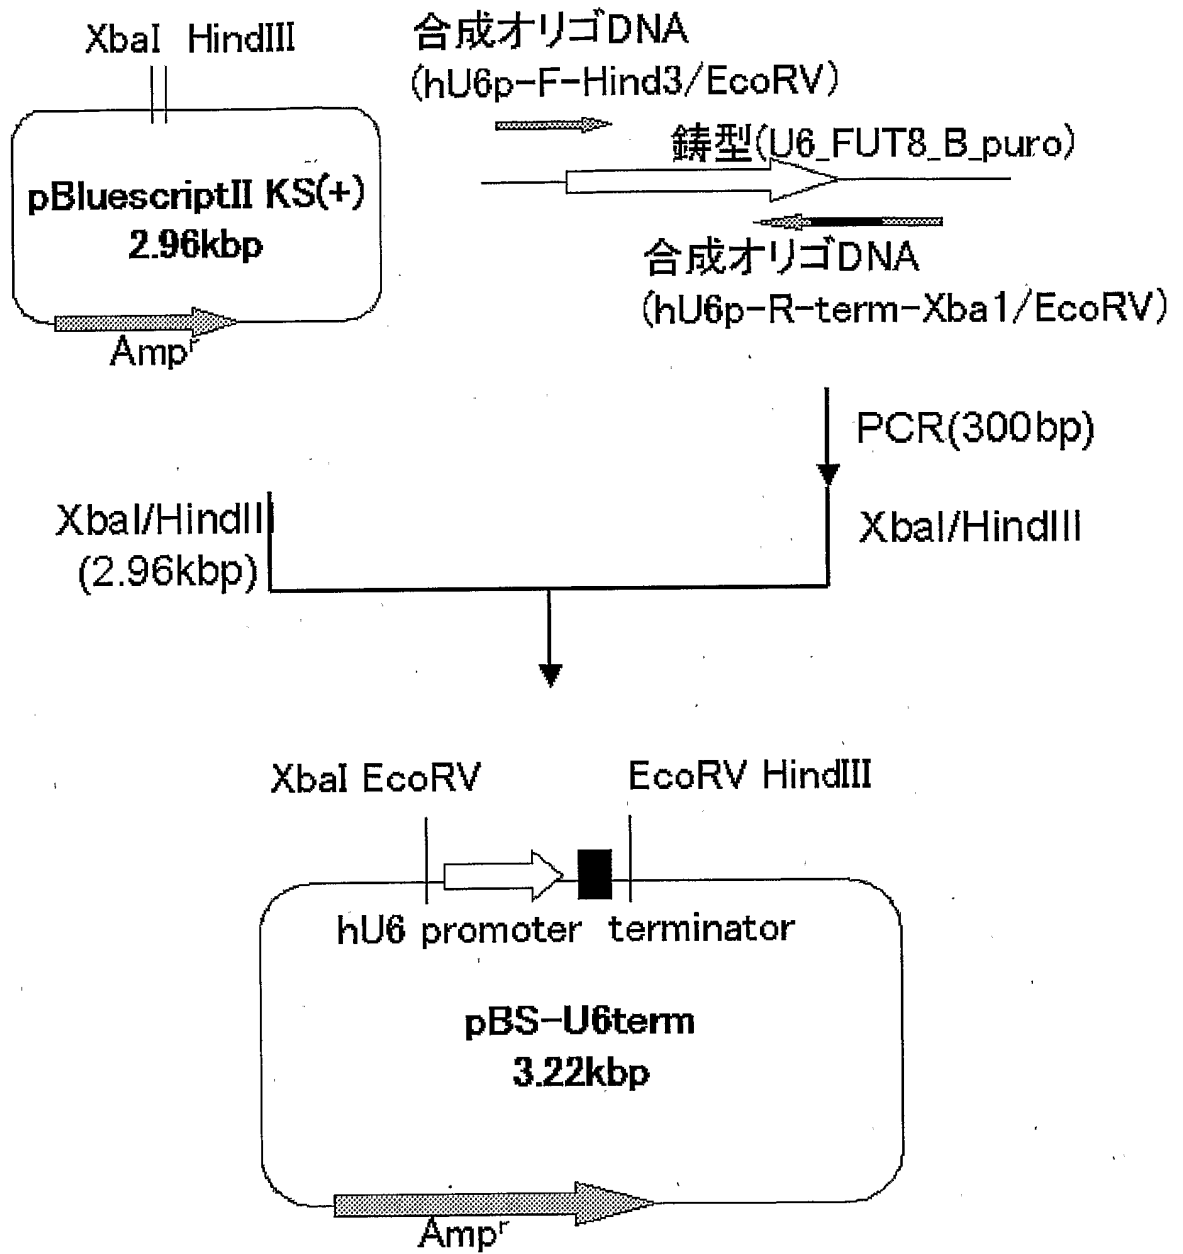 XbaI HindIII
pBluescriptII KS(+)
2.96kbp
Ampʳ
合成オリゴDNA
(hU6p-F-Hind3/EcoRV)
鋳型(U6_FUT8_B_puro)
合成オリゴDNA
(hU6p-R-term-Xba1/EcoRV)
PCR(300bp)
XbaI/HindIII
(2.96kbp)
XbaI/HindIII
XbaI EcoRV
EcoRV HindIII
hU6 promoter terminator
pBS-U6term
3.22kbp
Ampʳ